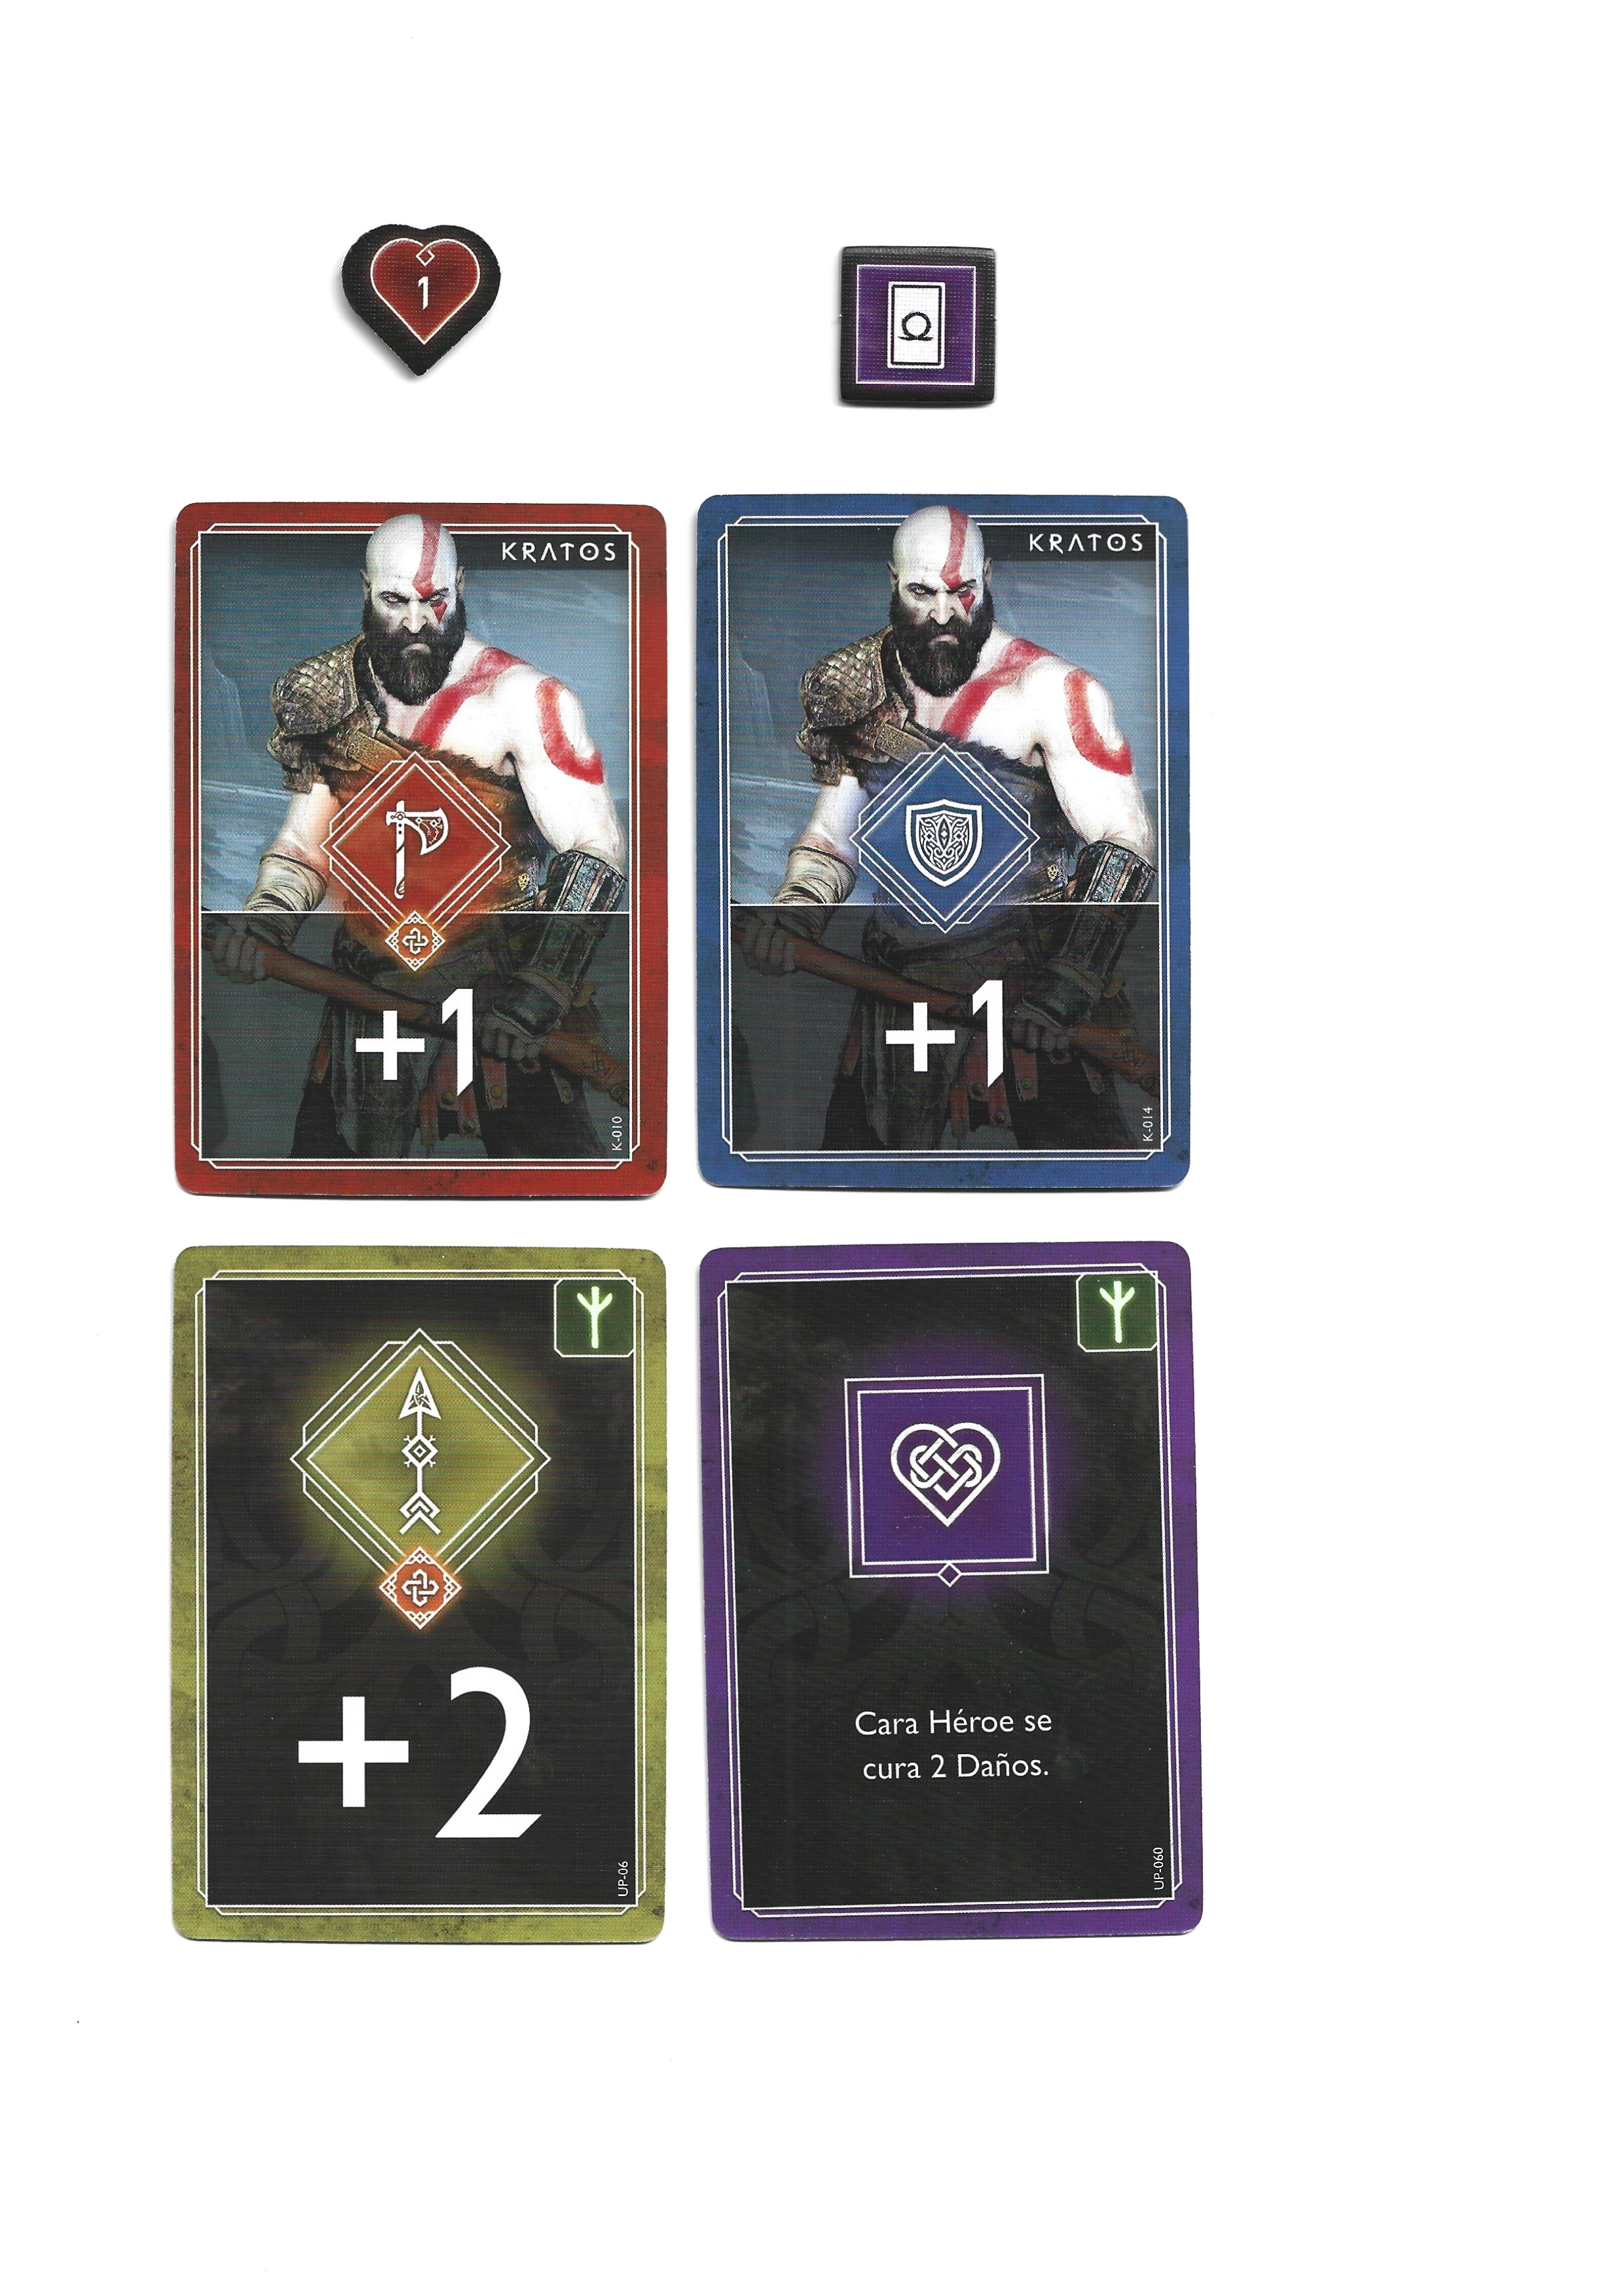 1
Ω
KRATOS
+1
K-010
KRATOS
+1
K-014
+2
UP-06
Cara Héroe se
cura 2 Daños.
UP-060